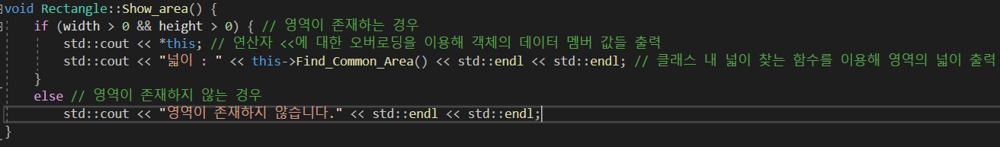 void Rectangle::Show_area() {
if (width > 0 && height > 0) { // 영역이 존재하는 경우
std::cout << *this; // 연산자 <<에 대한 오버로딩을 이용해 객체의 데이터 멤버 값들 출력
std::cout << "넓이 : " << this->Find_Common_Area() << std::endl << std::endl; // 클래스 내 넓이 찾는 함수를 이용해 영역의 넓이 출력
}
else // 영역이 존재하지 않는 경우
std::cout << "영역이 존재하지 않습니다." << std::endl << std::endl;
}